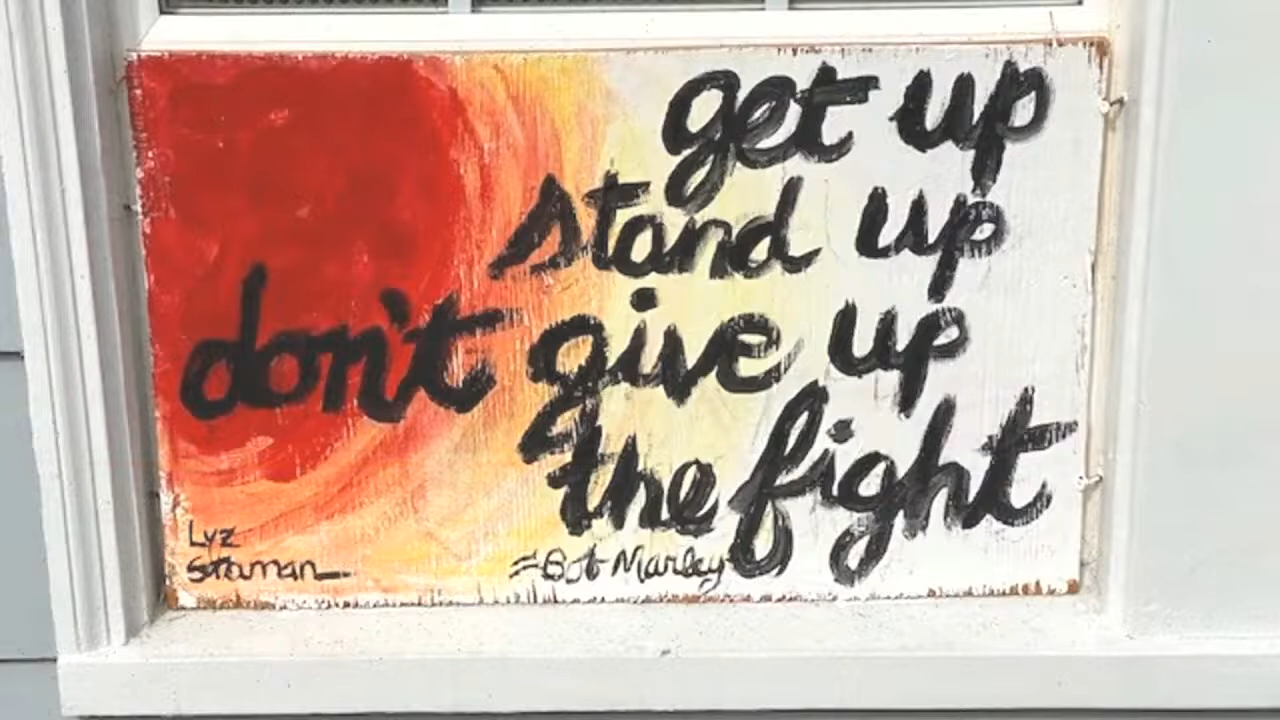 get up
stand up
don't give up
the fight
Lyz
=Bob Marley